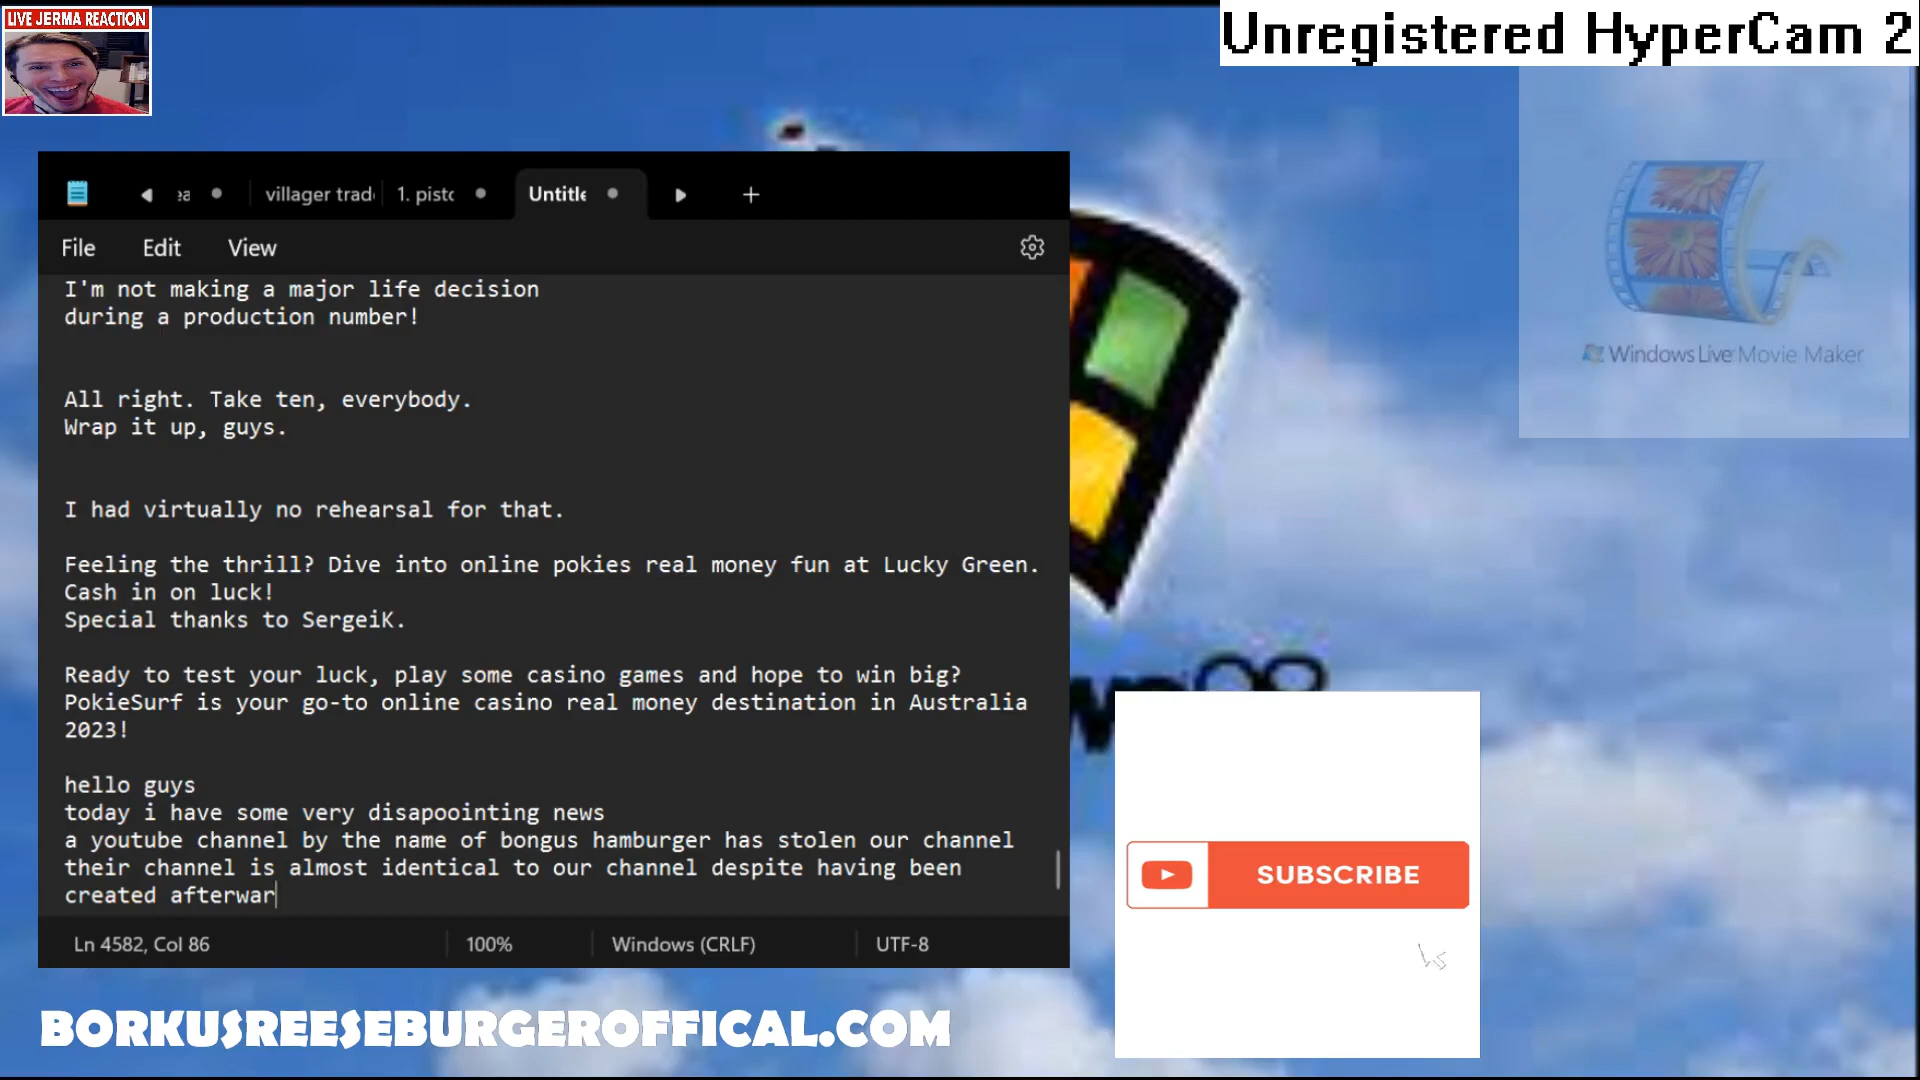 LIVE JERMA REACTION
Unregistered HyperCam 2
villager trad
1. pistc
Untitle
File Edit View
I'm not making a major life decision
during a production number!
All right. Take ten, everybody.
Wrap it up, guys.
I had virtually no rehearsal for that.
Feeling the thrill? Dive into online pokies real money fun at Lucky Green.
Cash in on luck!
Special thanks to SergeiK.
Ready to test your luck, play some casino games and hope to win big?
PokieSurf is your go-to online casino real money destination in Australia
2023!
hello guys
today i have some very disapoointing news
a youtube channel by the name of bongus hamburger has stolen our channel
their channel is almost identical to our channel despite having been
created afterwar
Ln 4582, Col 86
100%
Windows (CRLF)
UTF-8
Windows Live Movie Maker
SUBSCRIBE
BORKUSREESEBURGEROFFICAL.COM